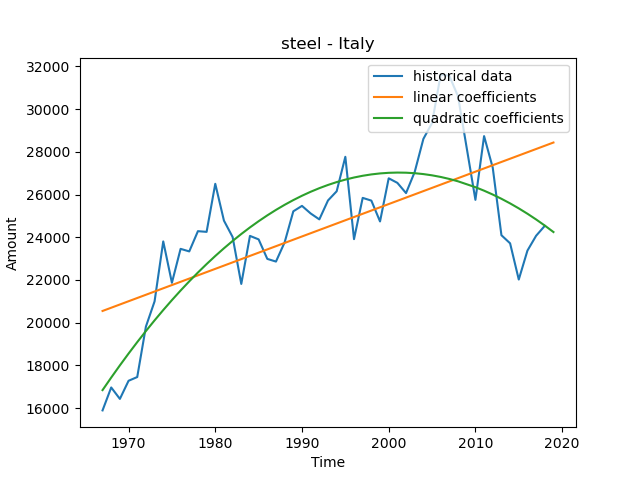 steel - Italy
historical data
linear coefficients
quadratic coefficients
32000
30000
28000
26000
24000
22000
20000
18000
16000
Amount
1970 1980 1990 2000 2010 2020
Time